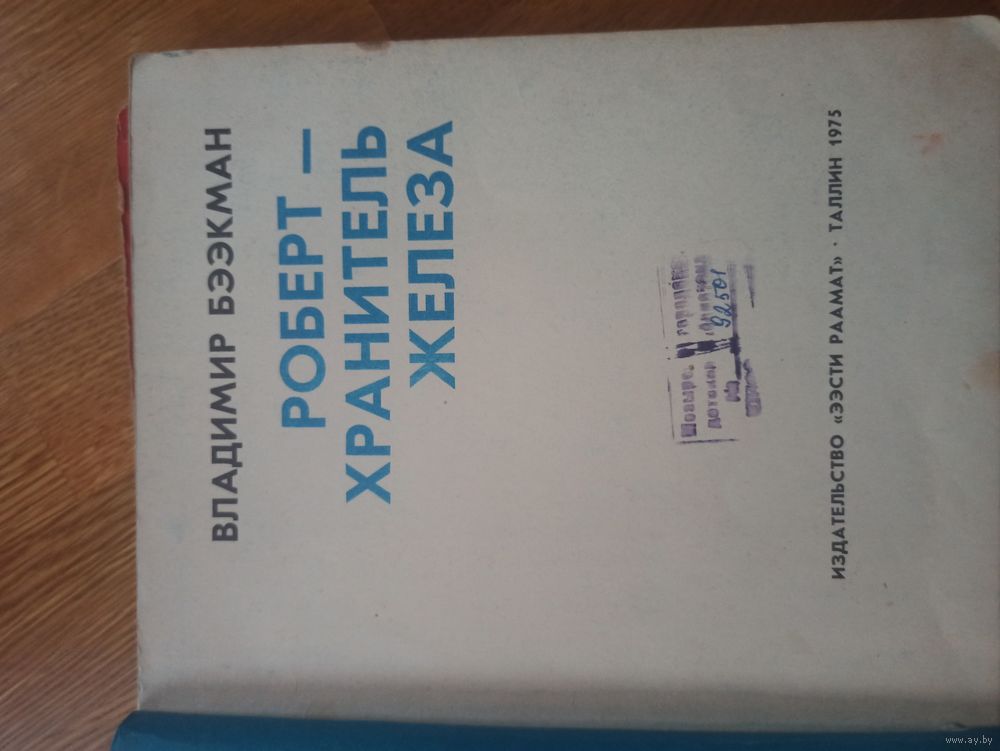 ВЛАДИМИР БЭЭКМАН
РОБЕРТ —
ХРАНИТЕЛЬ
ЖЕЛЕЗА
92501
ИЗДАТЕЛЬСТВО «ЭЭСТИ РААМАТ» · ТАЛЛИН 1975
www.ay.by